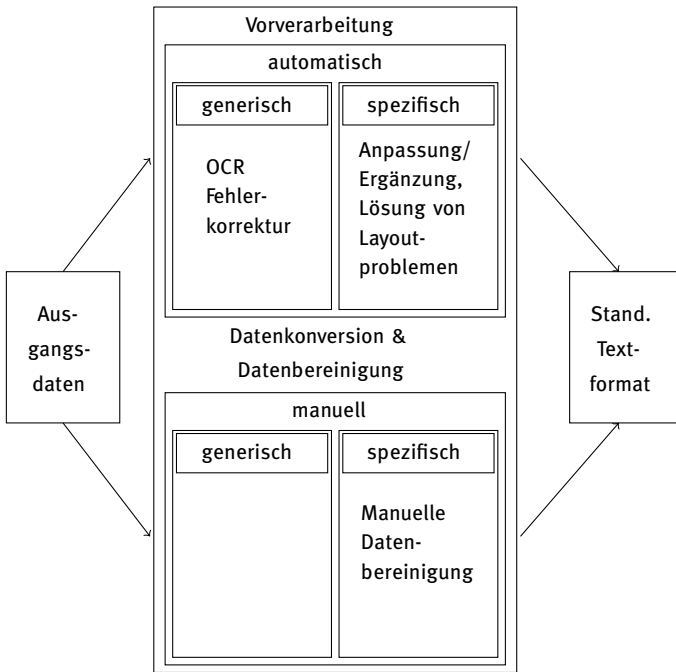 Vorverarbeitung
automatisch
generisch
OCR
Fehler-
korrektur
spezifisch
Anpassung/
Ergänzung,
Lösung von
Layout-
problemen
Aus-
gangs-
daten
Datenkonversion &
Datenbereinigung
Stand.
Text-
format
manuell
generisch
spezifisch
Manuelle
Daten-
bereinigung